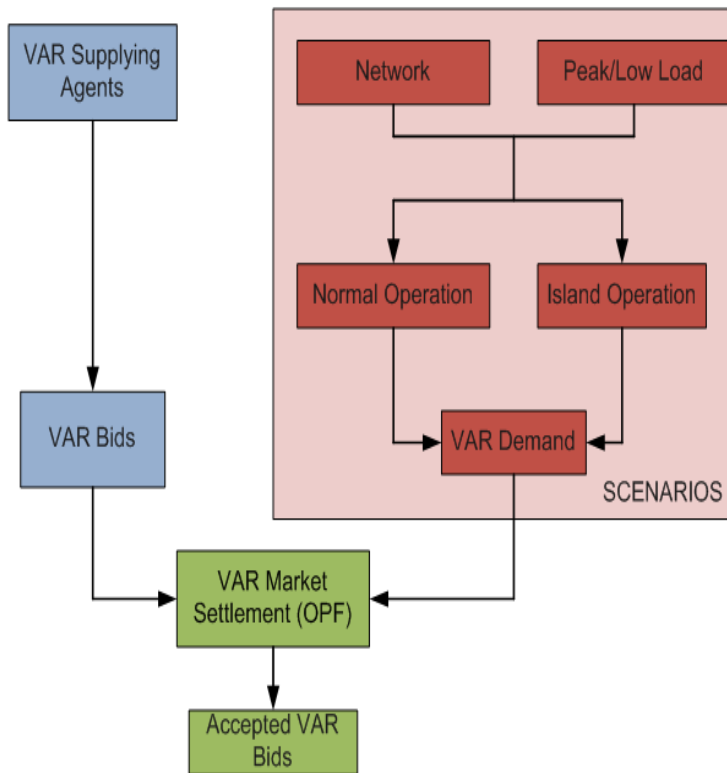 VAR Supplying
Agents
Network
Peak/Low Load
Normal Operation
Island Operation
VAR Bids
VAR Demand
SCENARIOS
VAR Market
Settlement (OPF)
Accepted VAR
Bids